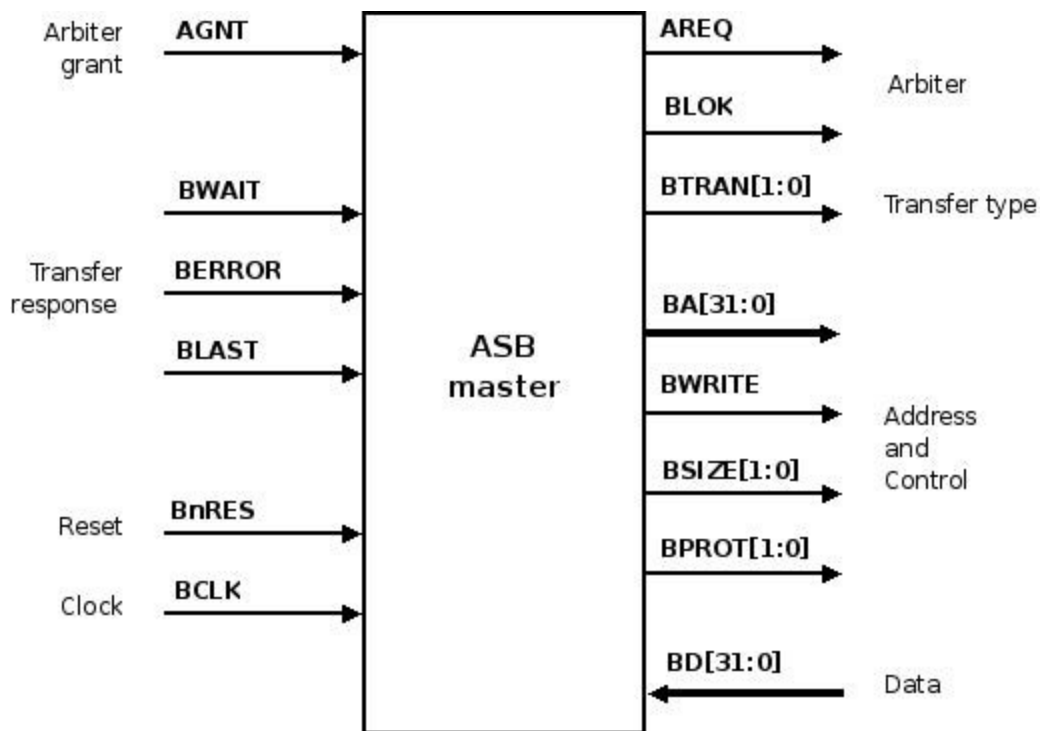 Arbiter
grant
AGNT
BWAIT
Transfer
response
BERROR
BLAST
Reset
BnRES
Clock
BCLK
ASB
master
AREQ
Arbiter
BLOK
BTRAN[1:0]
Transfer type
BA[31:0]
BWRITE
Address
and
Control
BSIZE[1:0]
BPROT[1:0]
BD[31:0]
Data